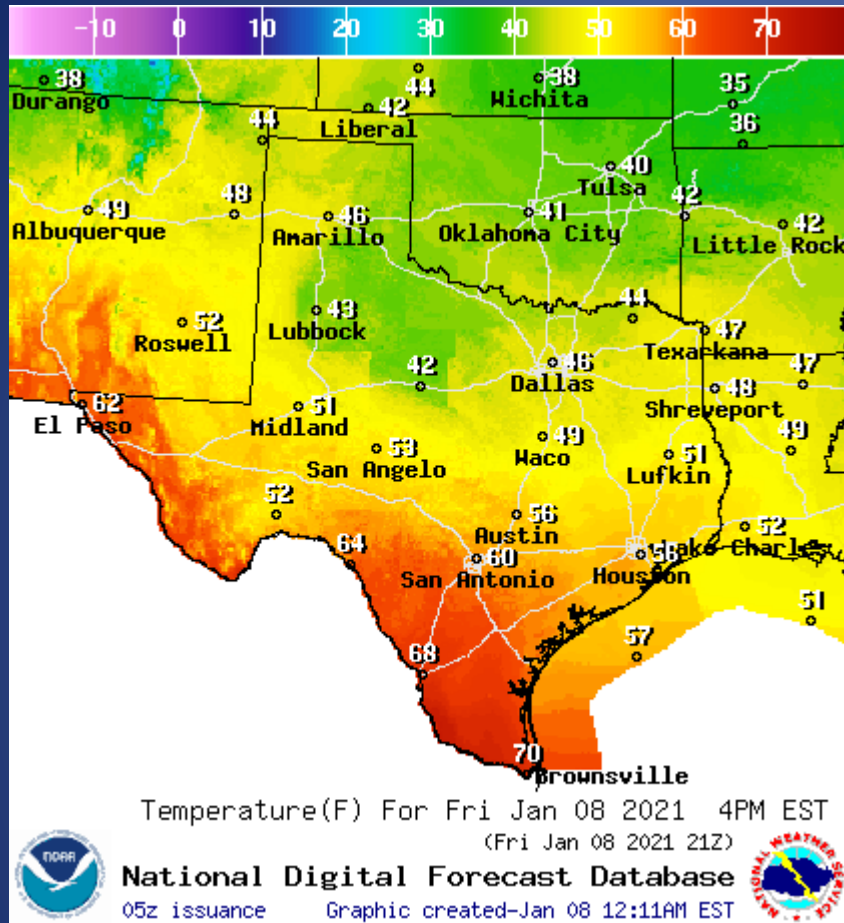 -10 0 10 20 30 40 50 60 70
38
Durango
44
42
Liberal
38
Wichita
35
36
44
40
Tulsa
49
Albuquerque
48
46
Amarillo
41
Oklahoma City
42
42
Little Rock
52
Roswell
43
Lubbock
44
47
Texarkana
42
46
Dallas
47
48
Shreveport
62
El Paso
51
Midland
53
San Angelo
49
Waco
51
Lufkin
49
52
56
Austin
52
Lake Charles
64
60
San Antonio
56
Houston
51
57
68
70
Brownsville
Temperature(F) For Fri Jan 08 2021 4PM EST
(Fri Jan 08 2021 21Z)
NOAA
National Digital Forecast Database
05z issuance Graphic created-Jan 08 12:11AM EST
NATIONAL WEATHER SERVICE